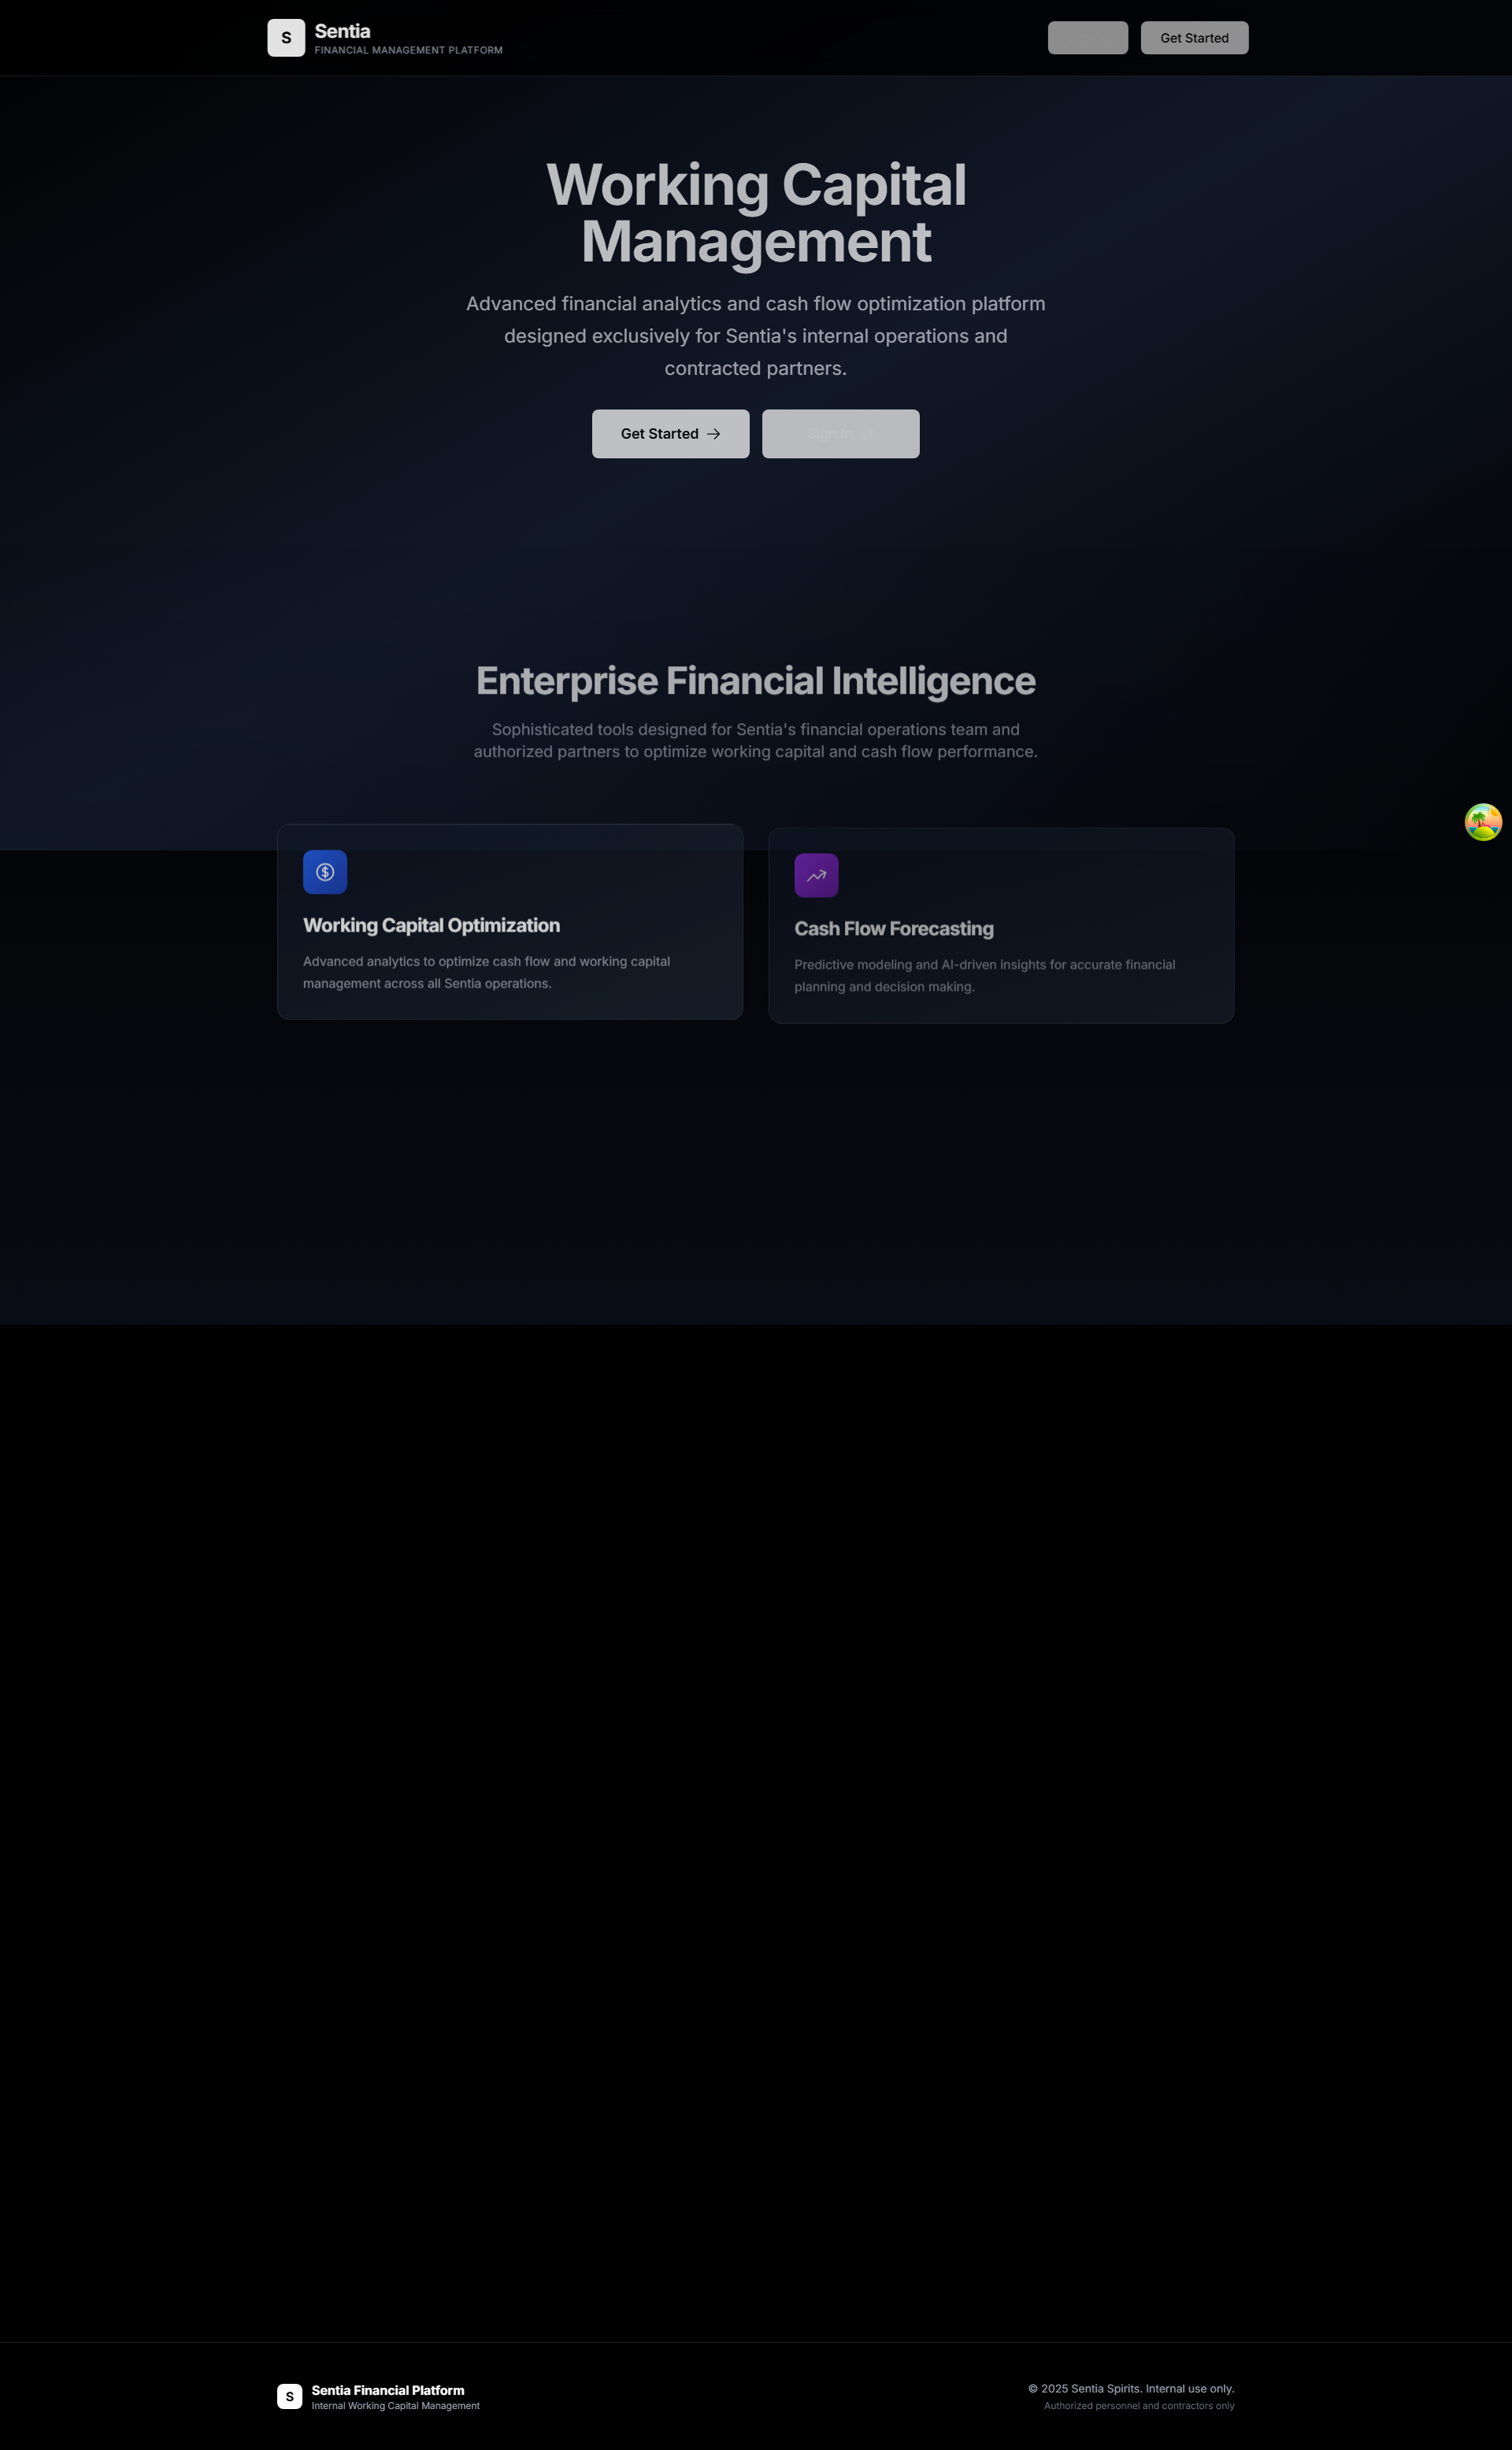 S
Sentia
FINANCIAL MANAGEMENT PLATFORM
Get Started
Working Capital
Management
Advanced financial analytics and cash flow optimization platform
designed exclusively for Sentia's internal operations and
contracted partners.
Get Started
Sign In
Enterprise Financial Intelligence
Sophisticated tools designed for Sentia's financial operations team and
authorized partners to optimize working capital and cash flow performance.
Working Capital Optimization
Advanced analytics to optimize cash flow and working capital
management across all Sentia operations.
Cash Flow Forecasting
Predictive modeling and AI-driven insights for accurate financial
planning and decision making.
S
Sentia Financial Platform
Internal Working Capital Management
© 2025 Sentia Spirits. Internal use only.
Authorized personnel and contractors only